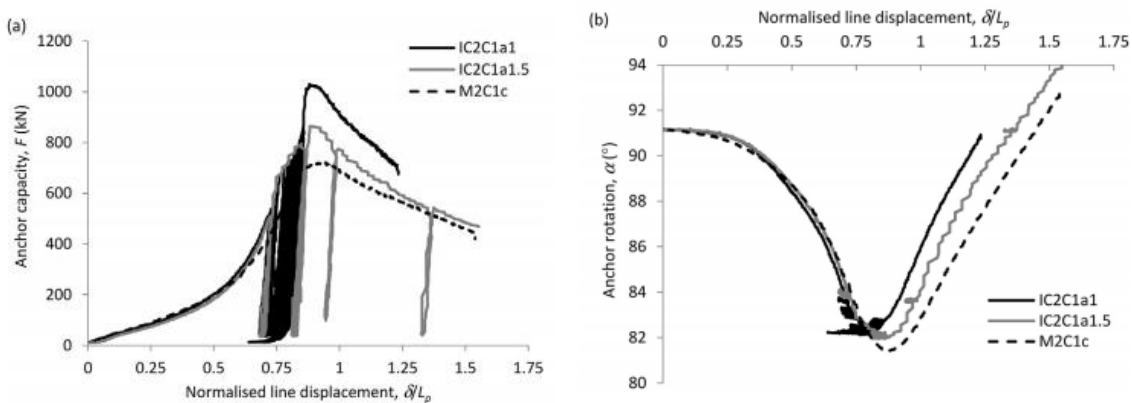 (a)
1200
1000
800
600
400
200
0
Anchor capacity, F (kN)
0 0.25 0.5 0.75 1 1.25 1.5 1.75
Normalised line displacement, δ/Lp
IC2C1a1
IC2C1a1.5
M2C1c
(b)
Normalised line displacement, δ/Lp
0 0.25 0.5 0.75 1 1.25 1.5 1.75
94
92
90
88
86
84
82
80
Anchor rotation, α (°)
IC2C1a1
IC2C1a1.5
M2C1c